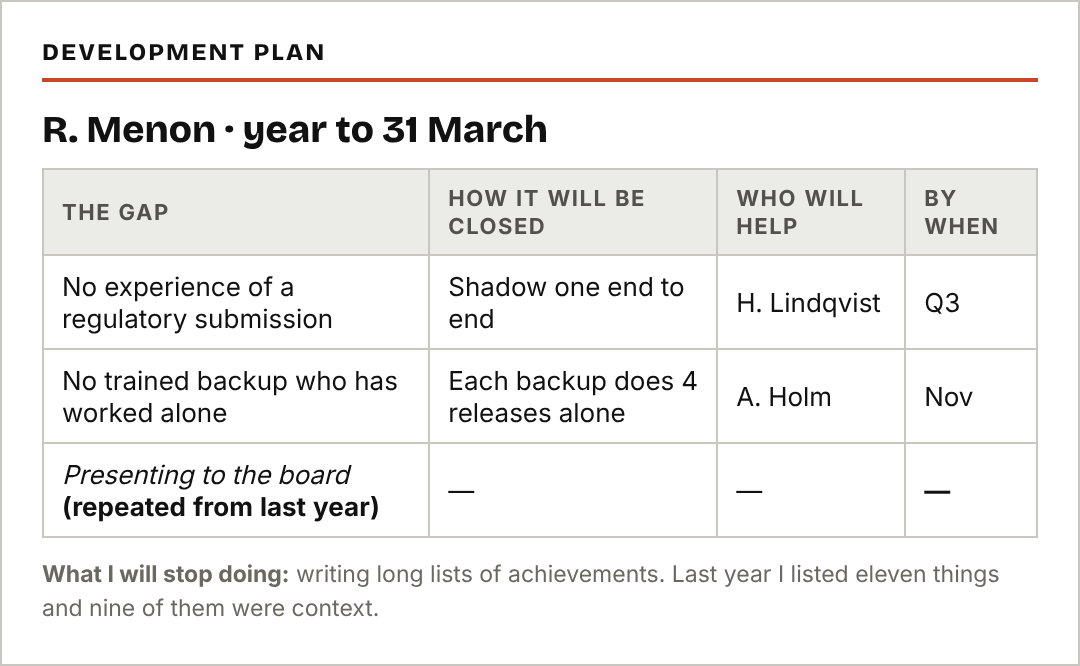 DEVELOPMENT PLAN
R. Menon · year to 31 March
THE GAP
HOW IT WILL BE
CLOSED
WHO WILL
HELP
BY
WHEN
No experience of a
regulatory submission
Shadow one end to
end
H. Lindqvist
Q3
No trained backup who has
worked alone
Each backup does 4
releases alone
A. Holm
Nov
Presenting to the board
(repeated from last year)
—
—
—
What I will stop doing: writing long lists of achievements. Last year I listed eleven things
and nine of them were context.